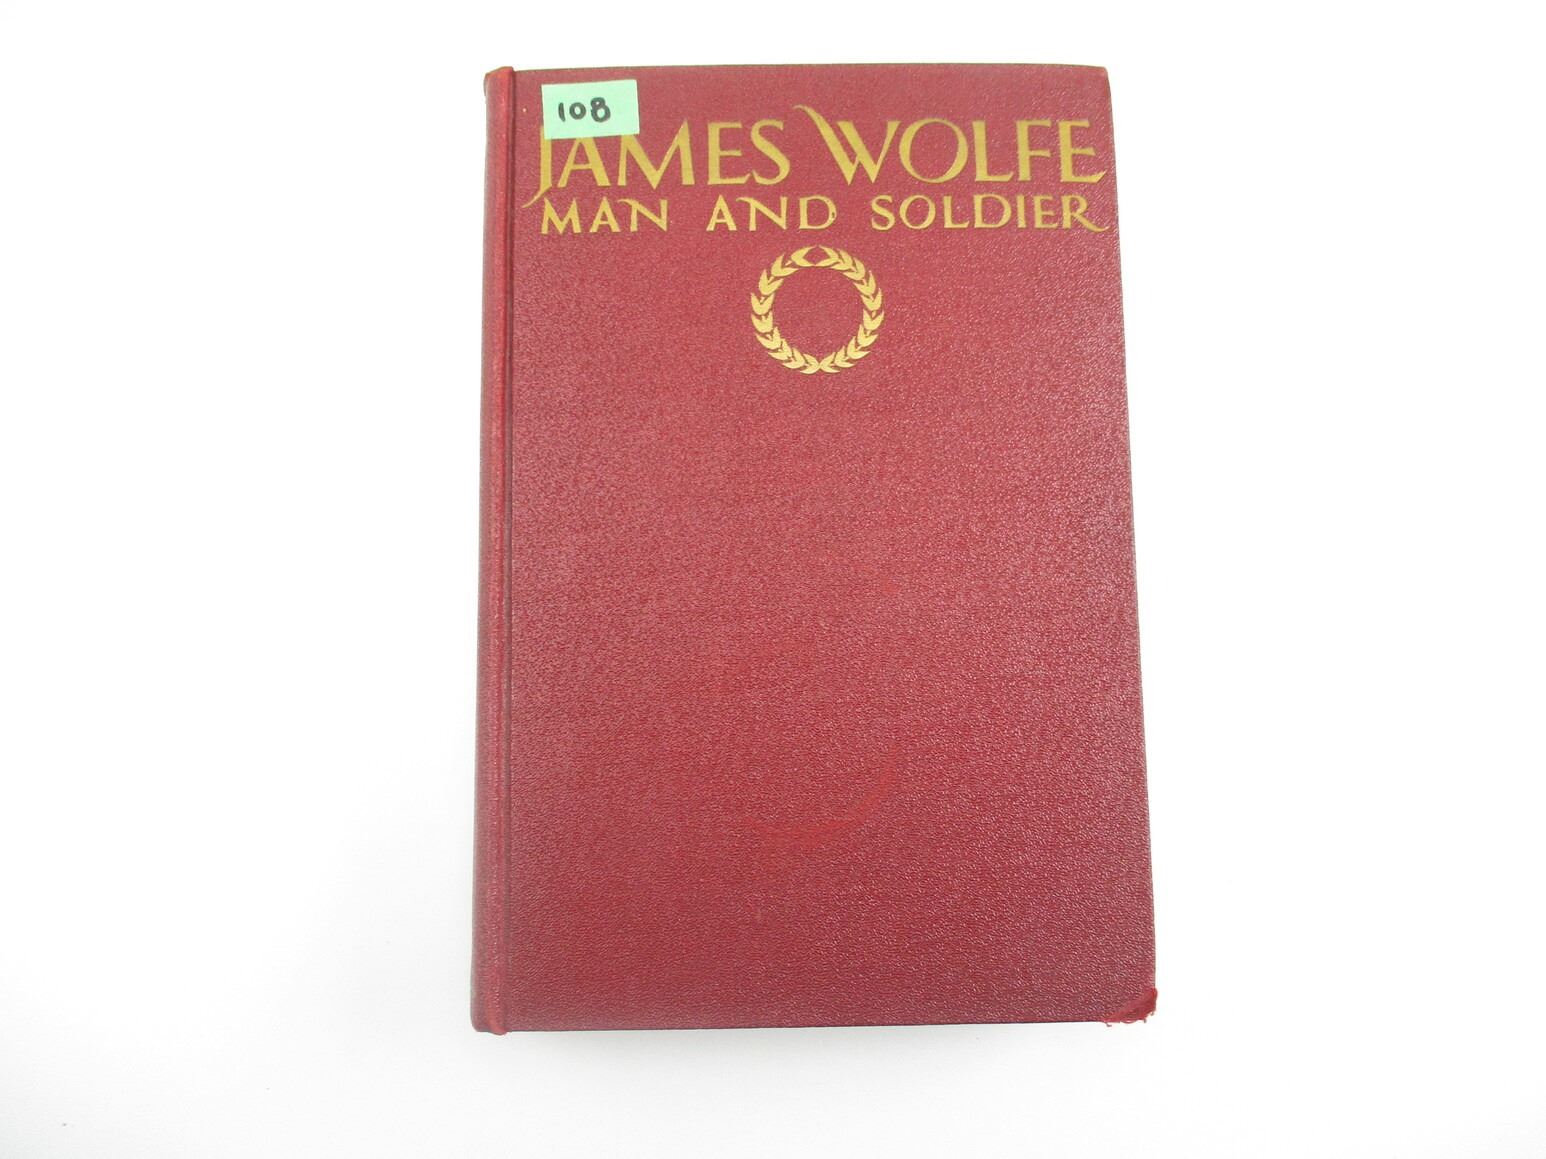 108
JAMES WOLFE
MAN AND SOLDIER